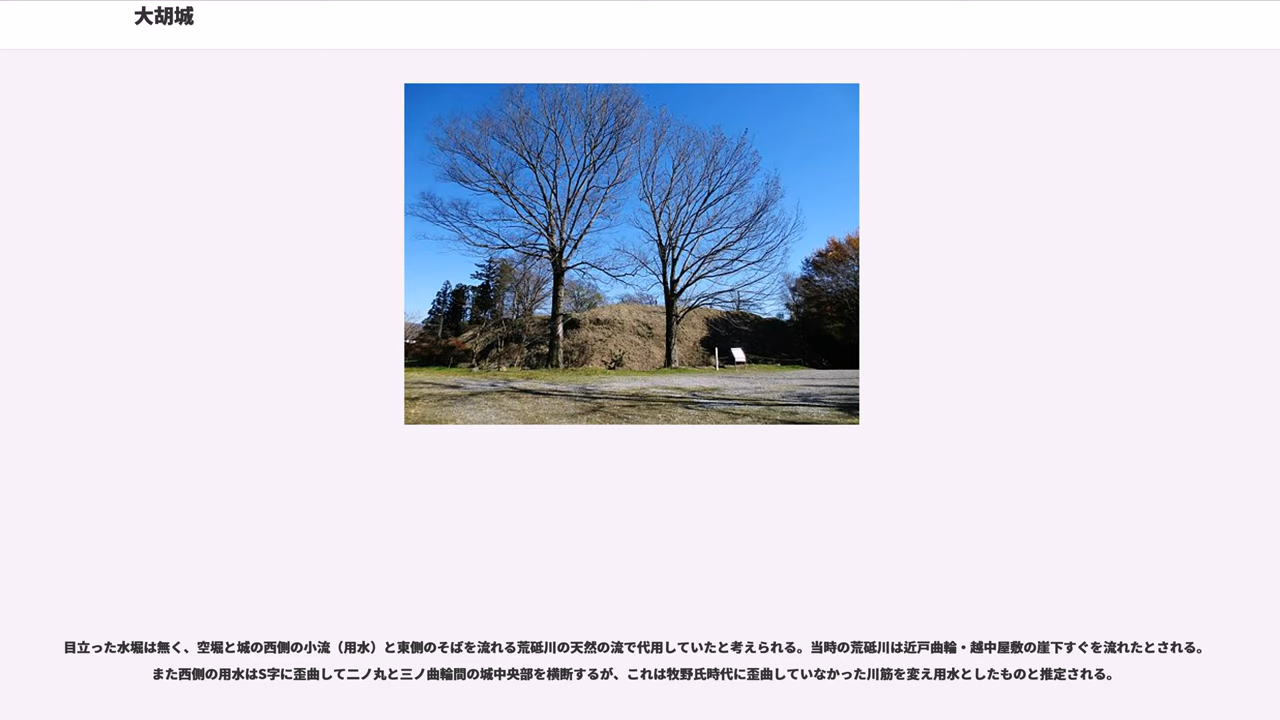 大胡城
目立った水堀は無く、空堀と城の西側の小流（用水）と東側のそばを流れる荒砥川の天然の流で代用していたと考えられる。当時の荒砥川は近戸曲輪・越中屋敷の崖下すぐを流れたとされる。
また西側の用水はS字に歪曲して二ノ丸と三ノ曲輪間の城中央部を横断するが、これは牧野氏時代に歪曲していなかった川筋を変え用水としたものと推定される。